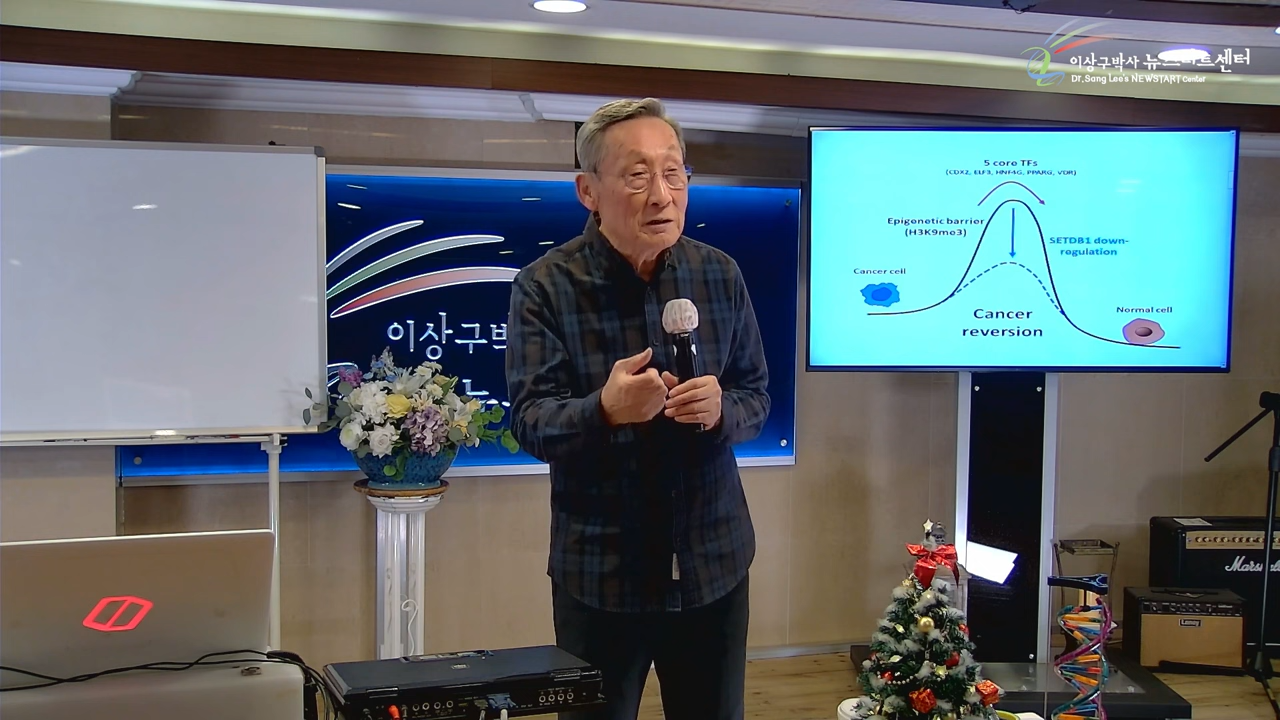 이상구박사 뉴스타트센터
Dr. Sang Lee's NEWSTART Center
5 core TFs
(CDX2, ELF3, HNF4G, PPARG, VDR)
Epigenetic barrier
(H3K9me3)
SETDB1 down-
regulation
Cancer cell
Normal cell
Cancer
reversion
이상구박
뉴
Marshall
Laney